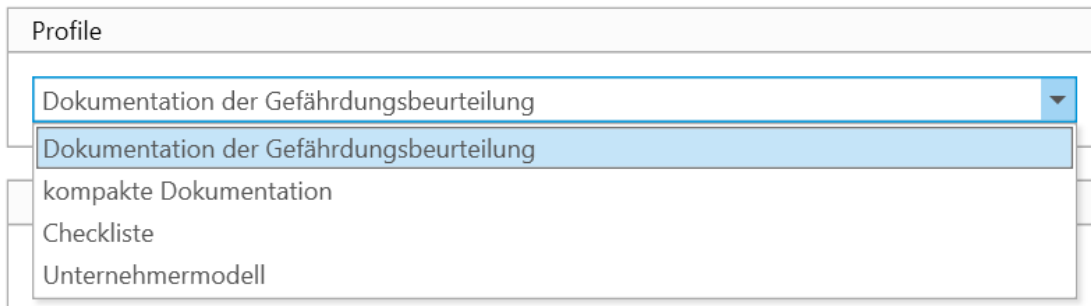 Profile
Dokumentation der Gefährdungsbeurteilung
Dokumentation der Gefährdungsbeurteilung
kompakte Dokumentation
Checkliste
Unternehmermodell